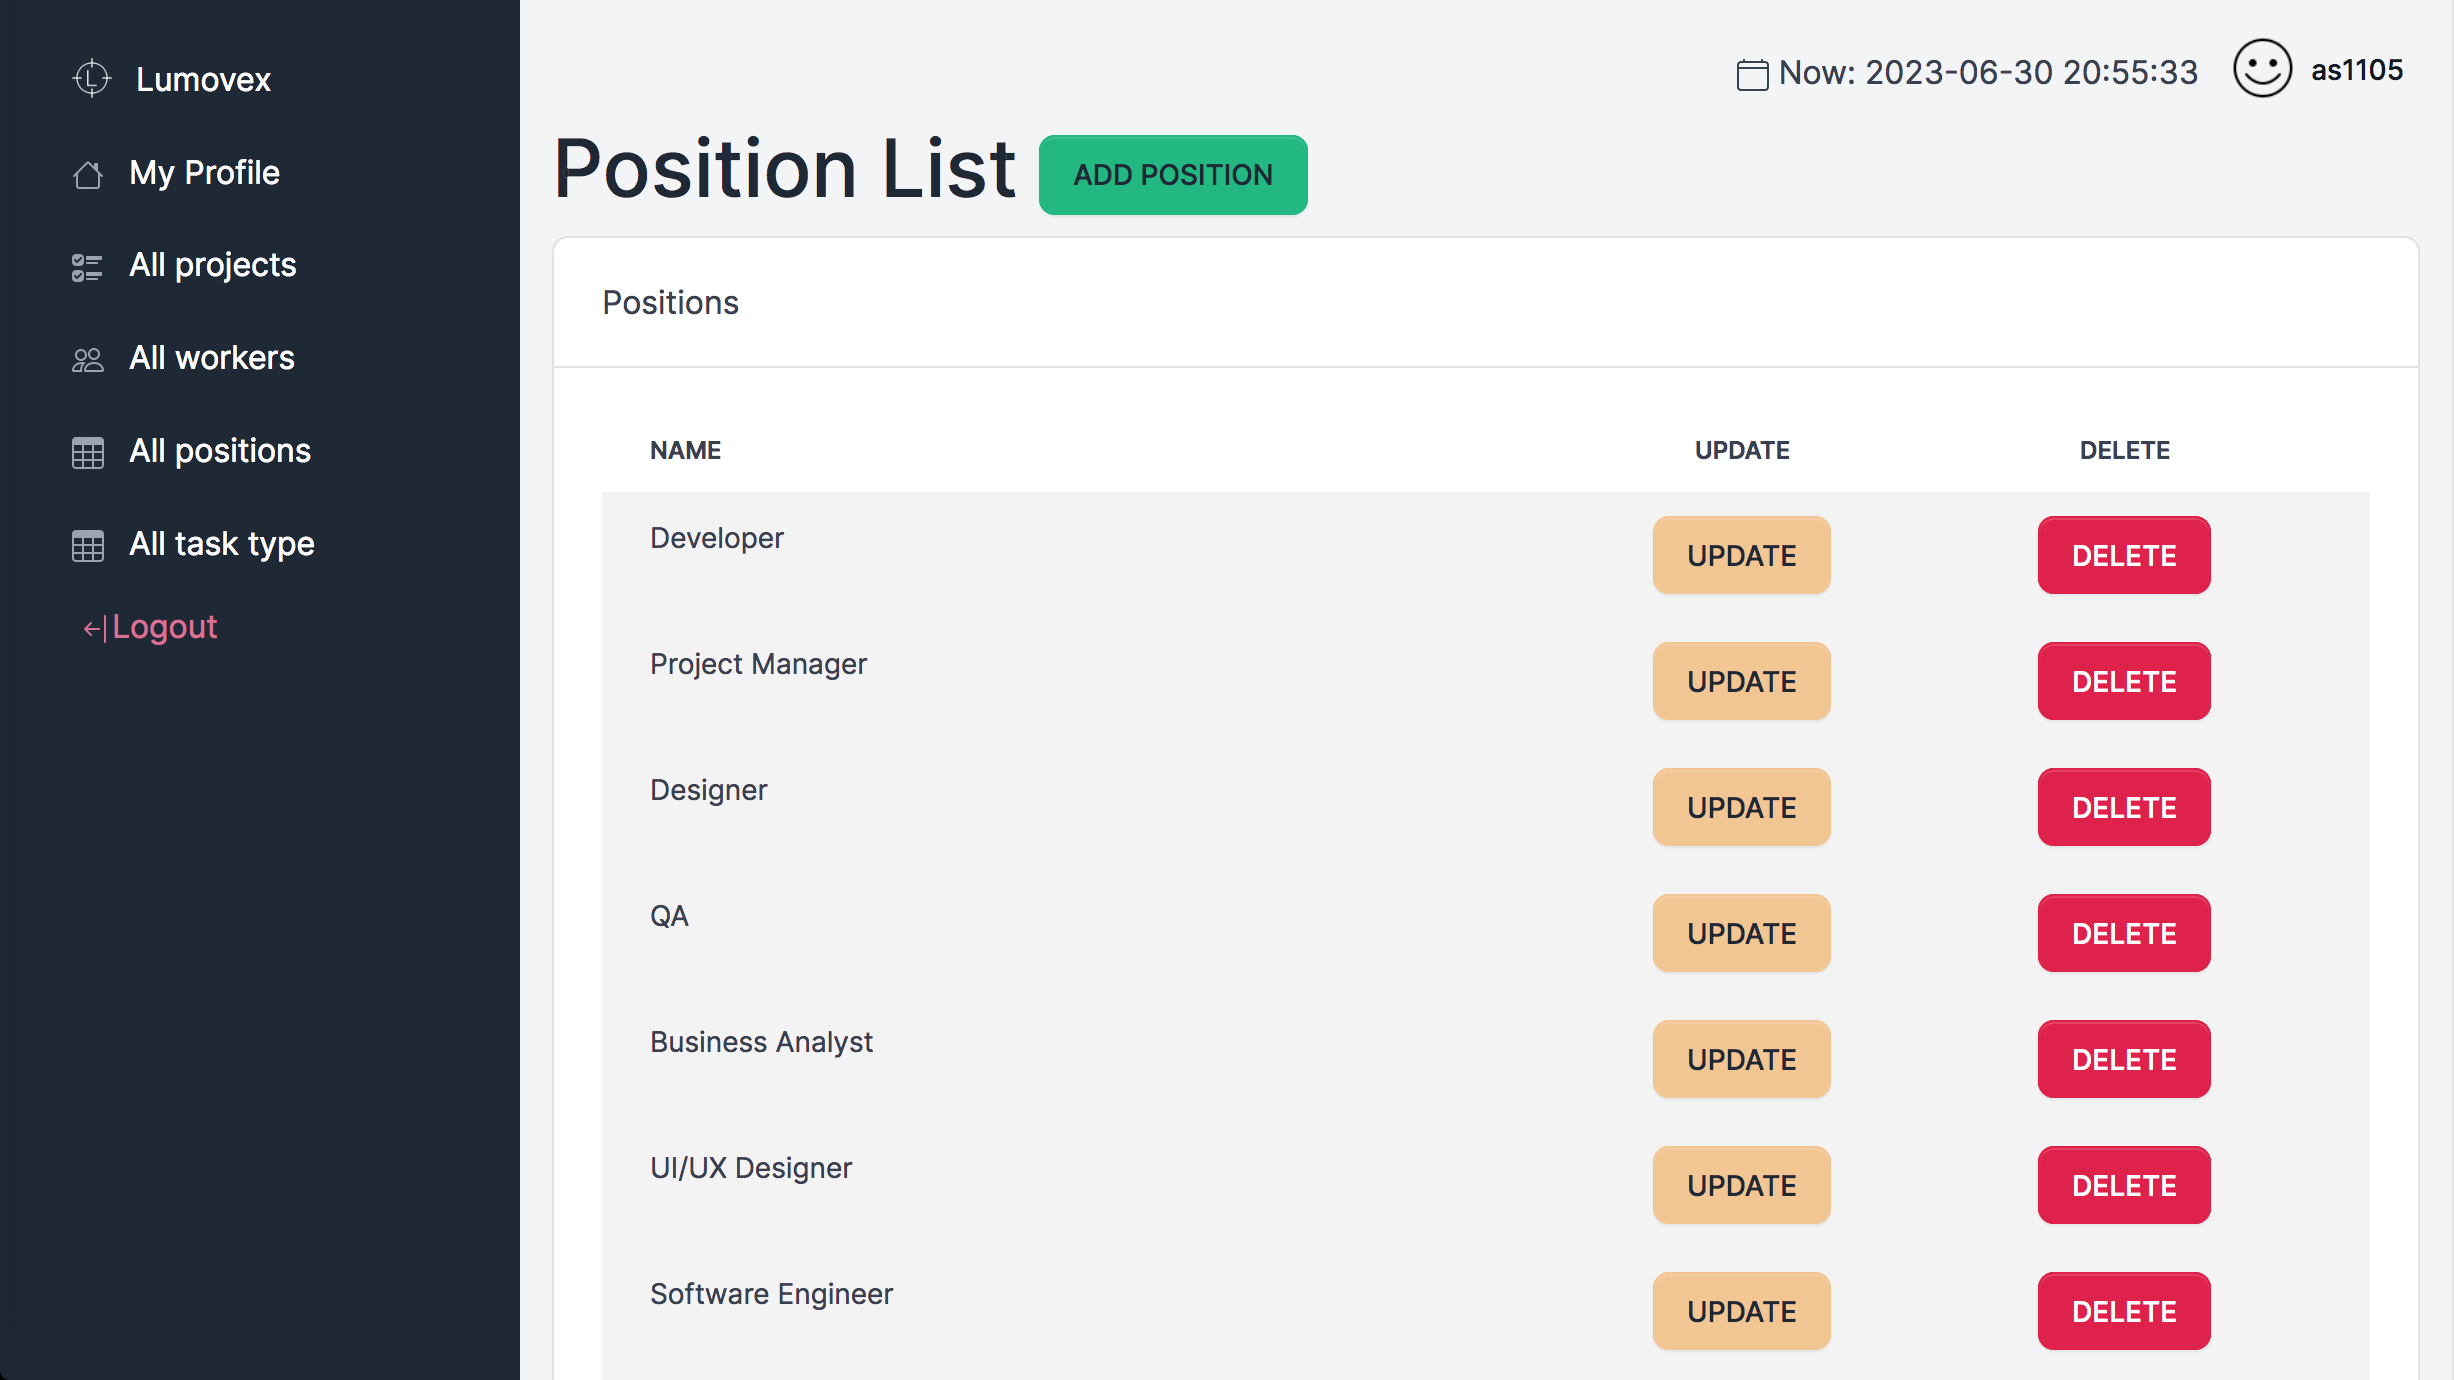 Lumovex
My Profile
All projects
All workers
All positions
All task type
Logout
Now: 2023-06-30 20:55:33
as1105
Position List
ADD POSITION
Positions
NAME UPDATE DELETE
Developer UPDATE DELETE
Project Manager UPDATE DELETE
Designer UPDATE DELETE
QA UPDATE DELETE
Business Analyst UPDATE DELETE
UI/UX Designer UPDATE DELETE
Software Engineer UPDATE DELETE